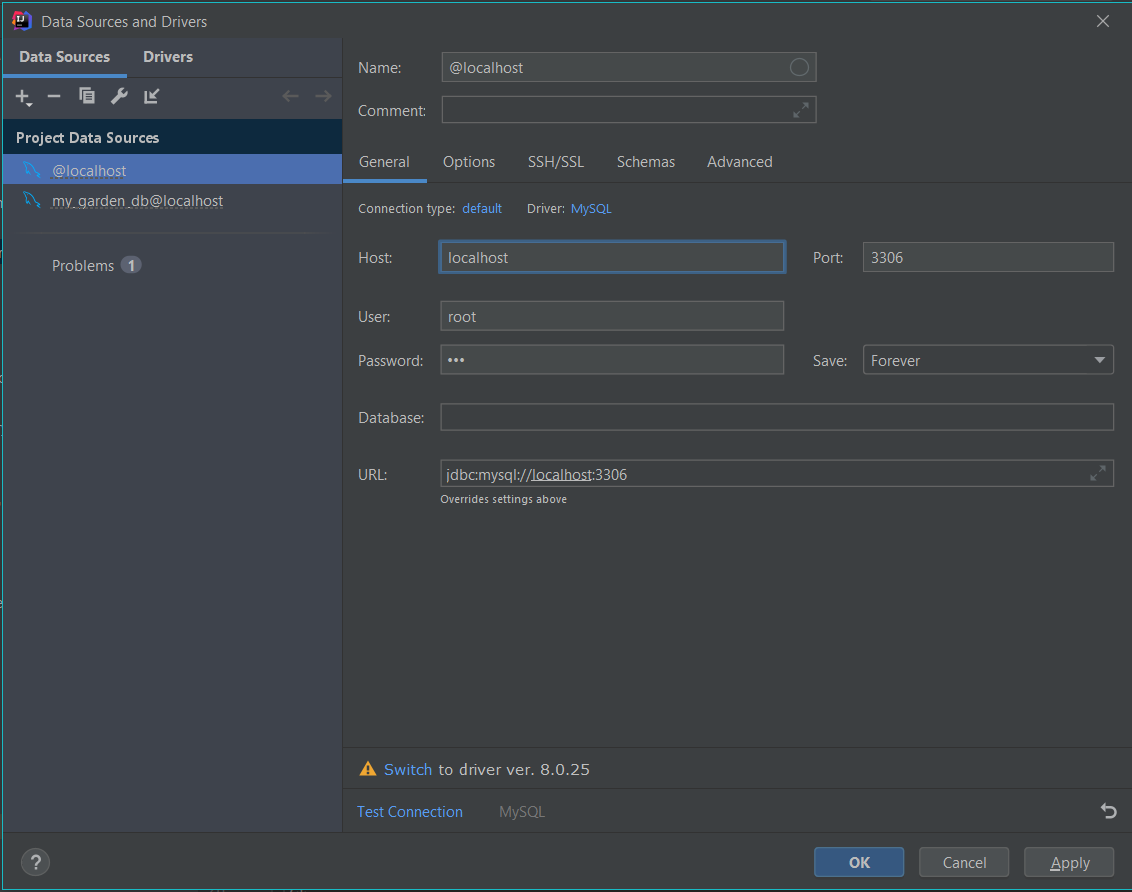 Data Sources and Drivers
Data Sources
Drivers
Project Data Sources
@localhost
my_garden_db@localhost
Problems 1
Name: @localhost
Comment:
General
Options
SSH/SSL
Schemas
Advanced
Connection type: default
Driver: MySQL
Host: localhost
Port: 3306
User: root
Password: •••
Save: Forever
Database:
URL: jdbc:mysql://localhost:3306
Overrides settings above
Switch to driver ver. 8.0.25
Test Connection
MySQL
?
OK
Cancel
Apply